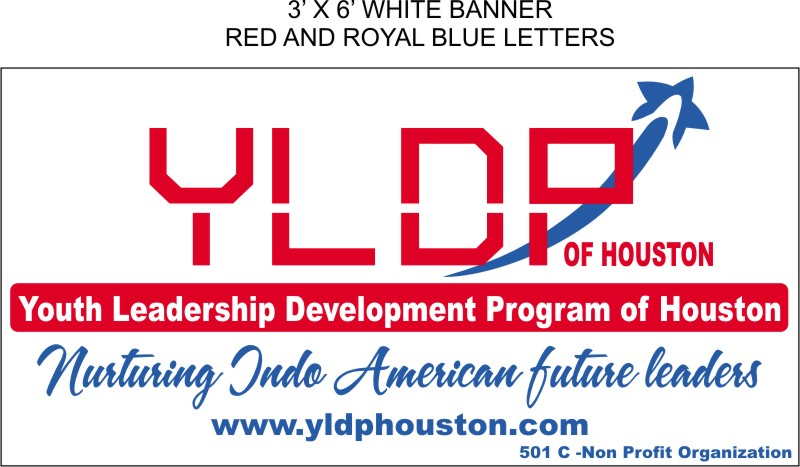 3’ X 6’ WHITE BANNER
RED AND ROYAL BLUE LETTERS
YLDP
OF HOUSTON
Youth Leadership Development Program of Houston
Nurturing Indo American future leaders
www.yldphouston.com
501 C -Non Profit Organization